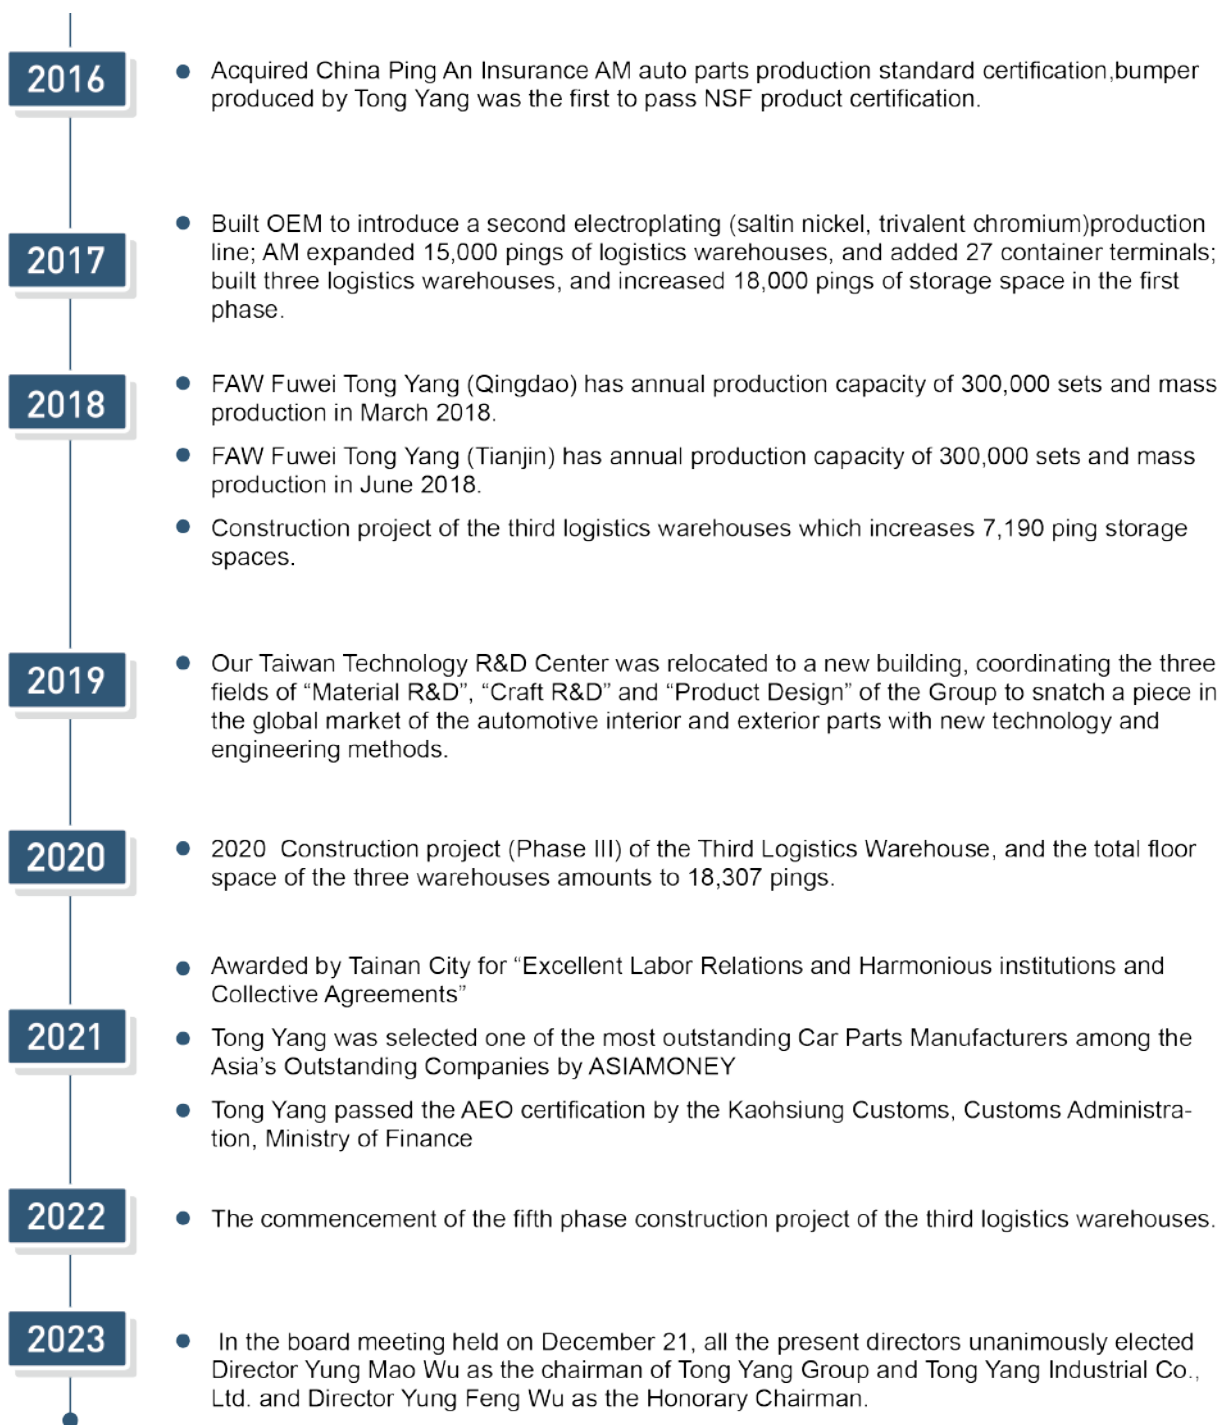 2016
Acquired China Ping An Insurance AM auto parts production standard certification,bumper
produced by Tong Yang was the first to pass NSF product certification.
2017
Built OEM to introduce a second electroplating (saltin nickel, trivalent chromium)production
line; AM expanded 15,000 pings of logistics warehouses, and added 27 container terminals;
built three logistics warehouses, and increased 18,000 pings of storage space in the first
phase.
2018
FAW Fuwei Tong Yang (Qingdao) has annual production capacity of 300,000 sets and mass
production in March 2018.
FAW Fuwei Tong Yang (Tianjin) has annual production capacity of 300,000 sets and mass
production in June 2018.
Construction project of the third logistics warehouses which increases 7,190 ping storage
spaces.
2019
Our Taiwan Technology R&D Center was relocated to a new building, coordinating the three
fields of “Material R&D”, “Craft R&D” and “Product Design” of the Group to snatch a piece in
the global market of the automotive interior and exterior parts with new technology and
engineering methods.
2020
2020 Construction project (Phase III) of the Third Logistics Warehouse, and the total floor
space of the three warehouses amounts to 18,307 pings.
2021
Awarded by Tainan City for “Excellent Labor Relations and Harmonious institutions and
Collective Agreements”
Tong Yang was selected one of the most outstanding Car Parts Manufacturers among the
Asia’s Outstanding Companies by ASIAMONEY
Tong Yang passed the AEO certification by the Kaohsiung Customs, Customs Administra-
tion, Ministry of Finance
2022
The commencement of the fifth phase construction project of the third logistics warehouses.
2023
In the board meeting held on December 21, all the present directors unanimously elected
Director Yung Mao Wu as the chairman of Tong Yang Group and Tong Yang Industrial Co.,
Ltd. and Director Yung Feng Wu as the Honorary Chairman.